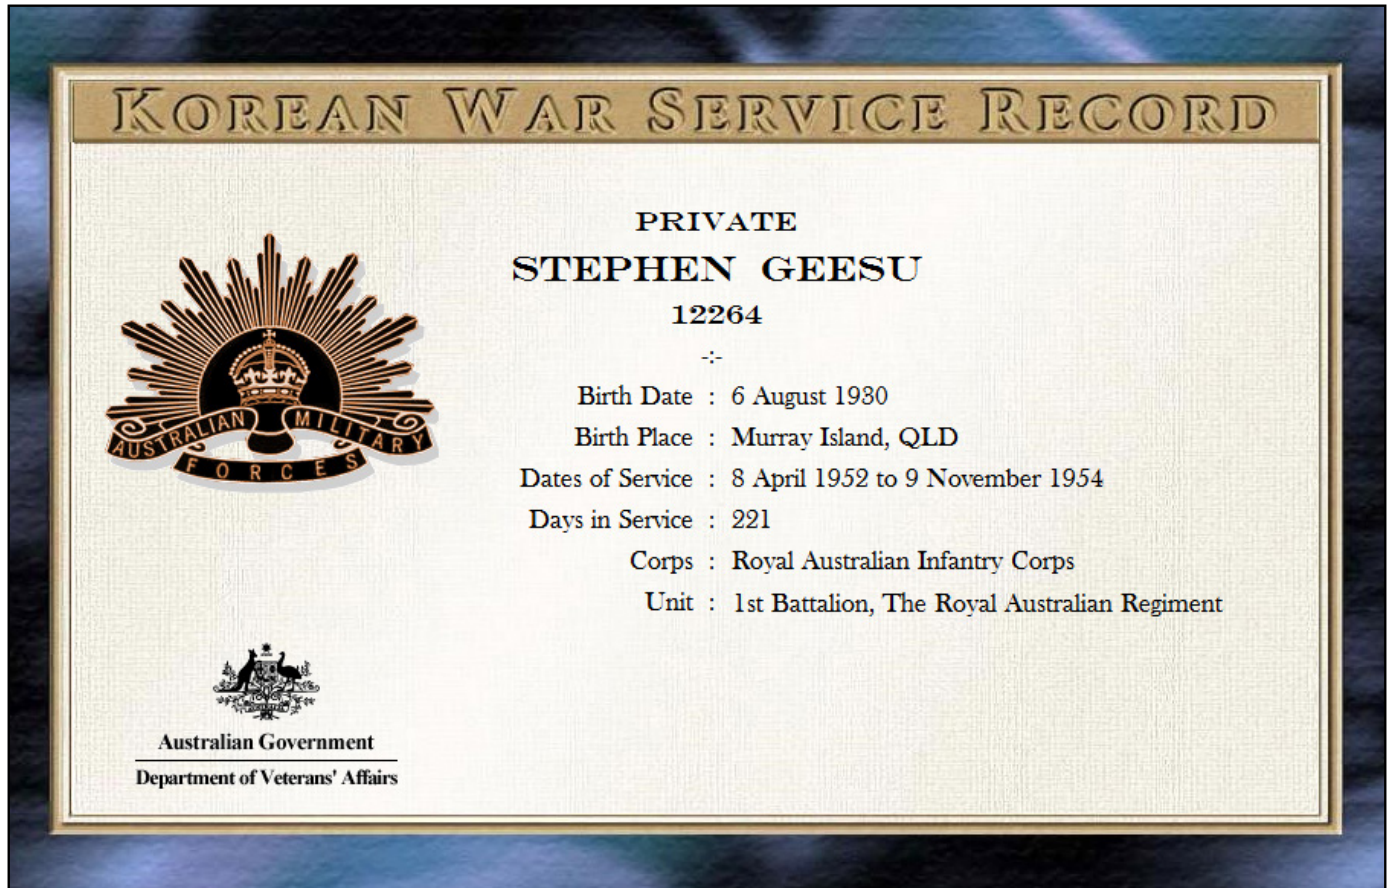 KOREAN WAR SERVICE RECORD
PRIVATE
STEPHEN GEESU
12264
-:-
Birth Date : 6 August 1930
Birth Place : Murray Island, QLD
Dates of Service : 8 April 1952 to 9 November 1954
Days in Service : 221
Corps : Royal Australian Infantry Corps
Unit : 1st Battalion, The Royal Australian Regiment
AUSTRALIAN MILITARY
FORCES
Australian Government
Department of Veterans' Affairs